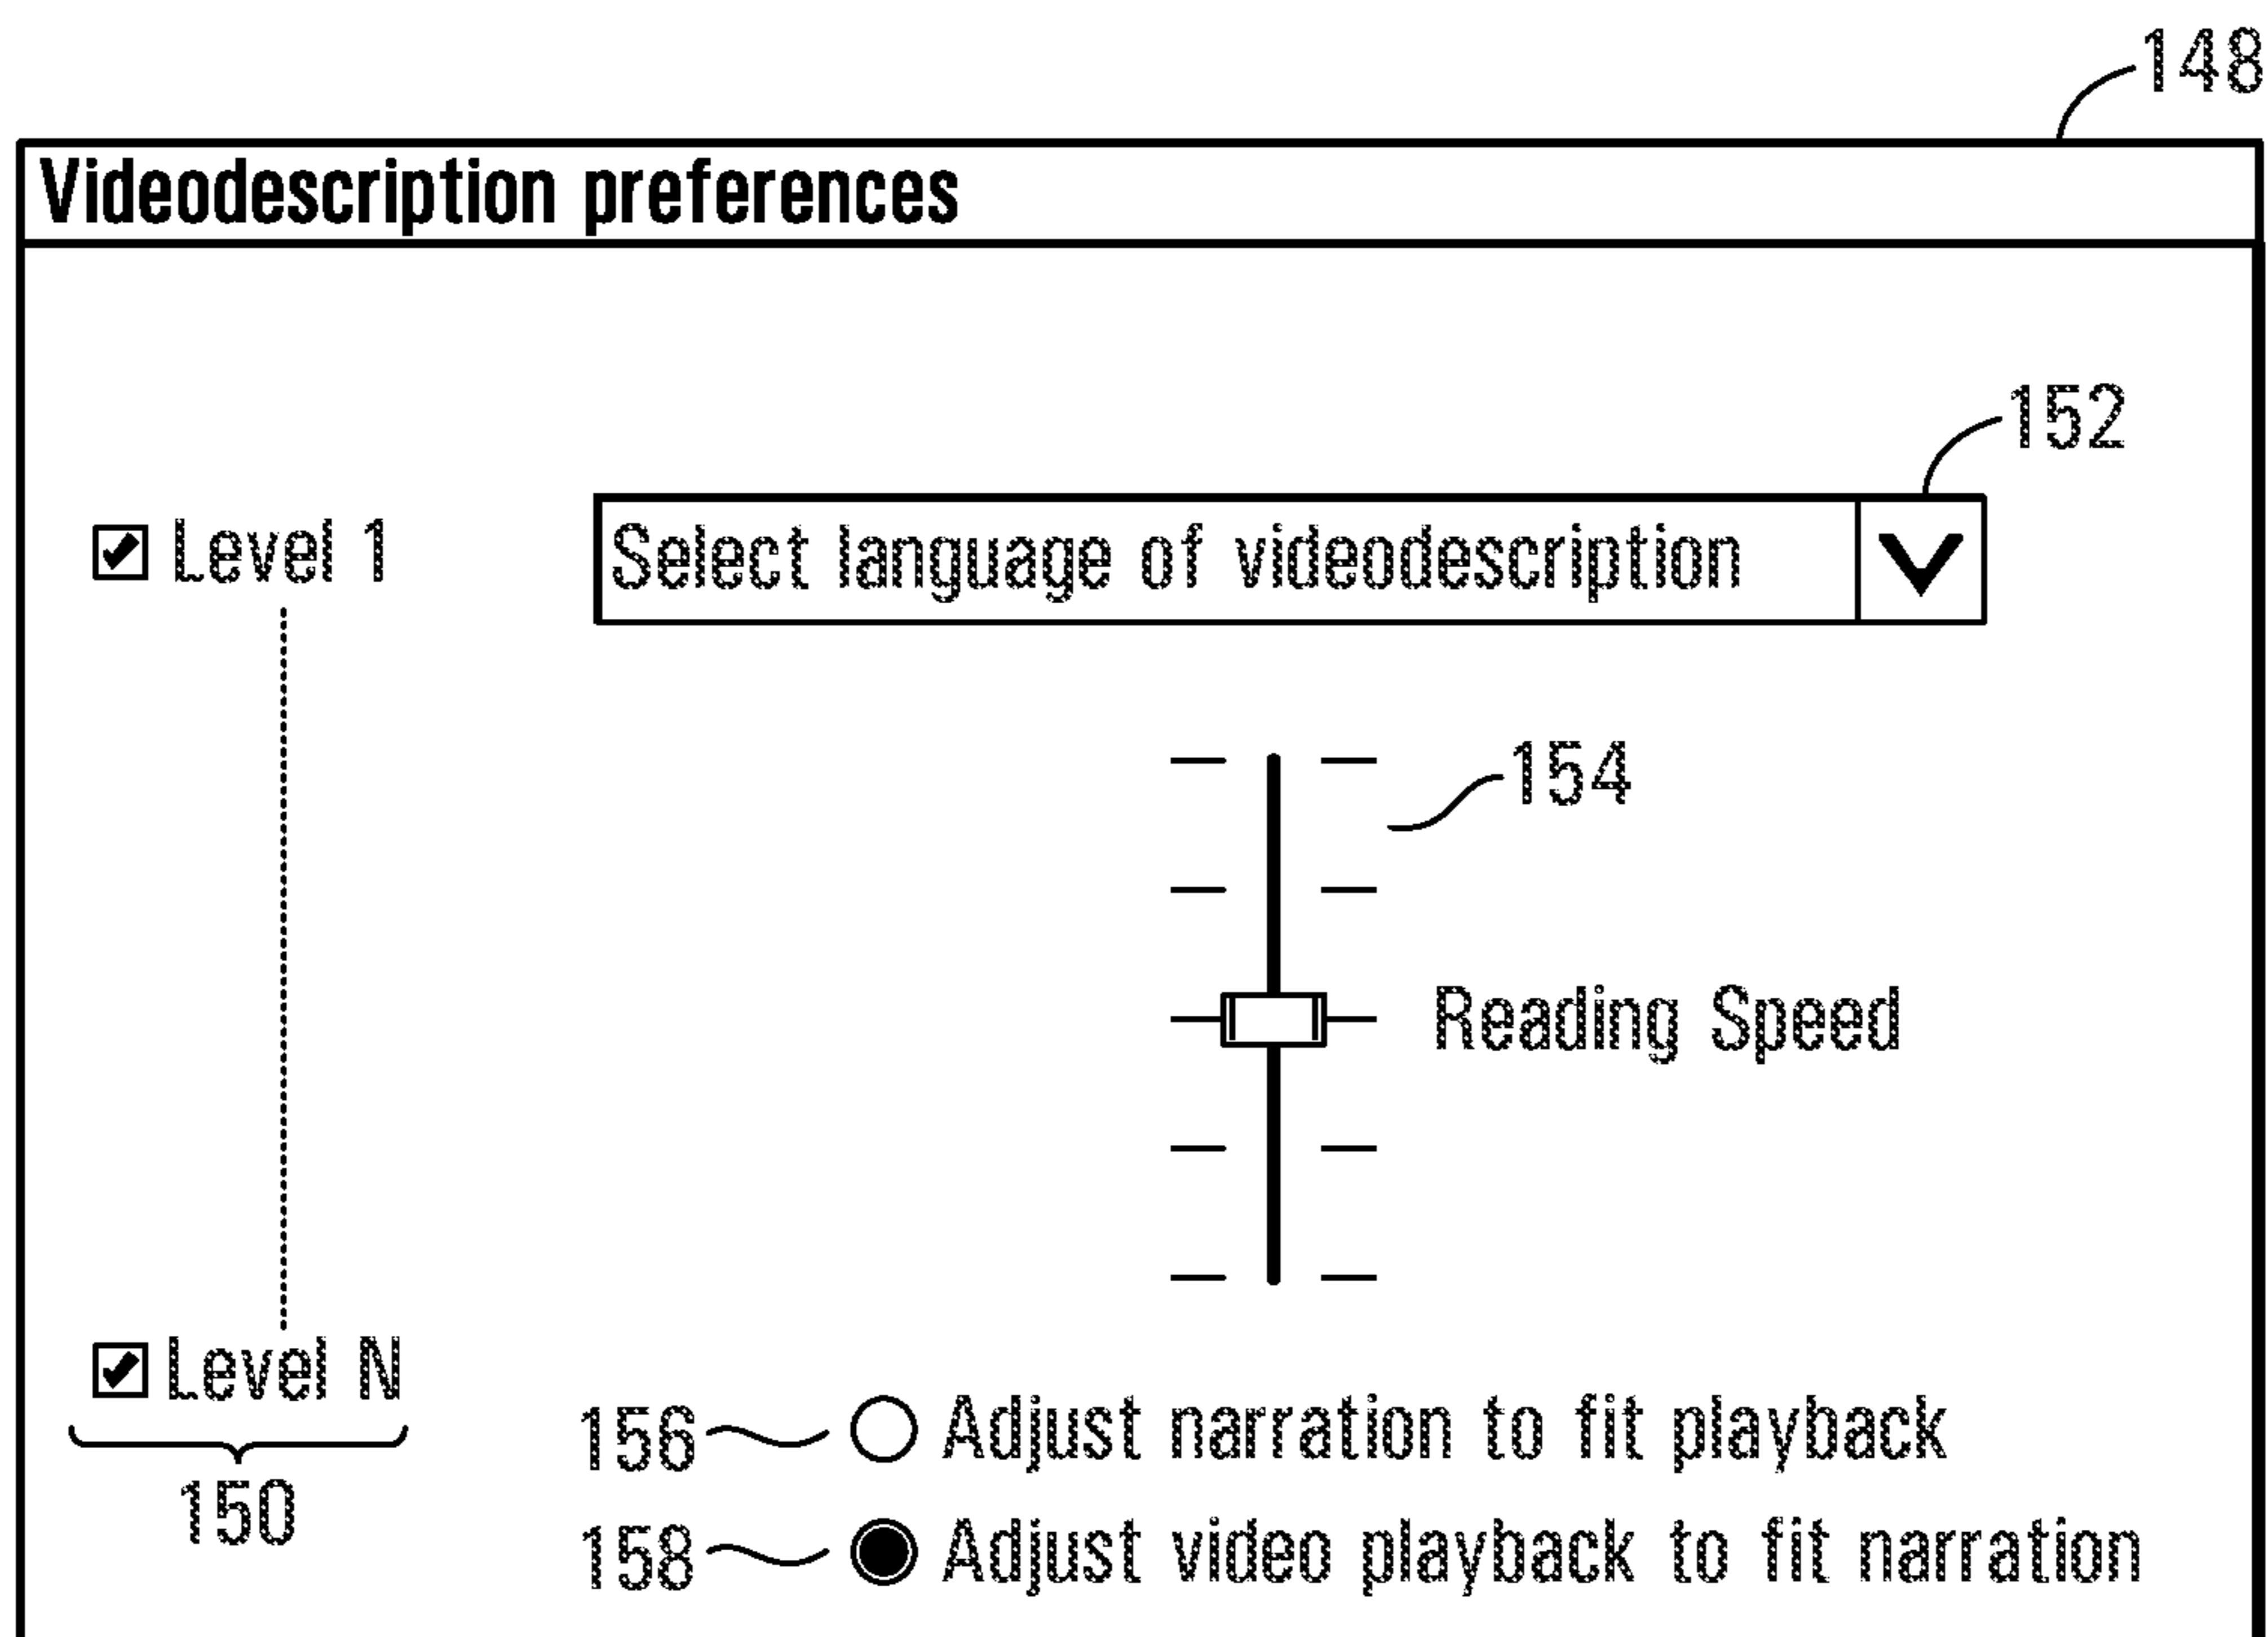 148
Videodescription preferences
152
Level 1
Select language of videodescription
154
Reading Speed
Level N
150
156 Adjust narration to fit playback
158 Adjust video playback to fit narration